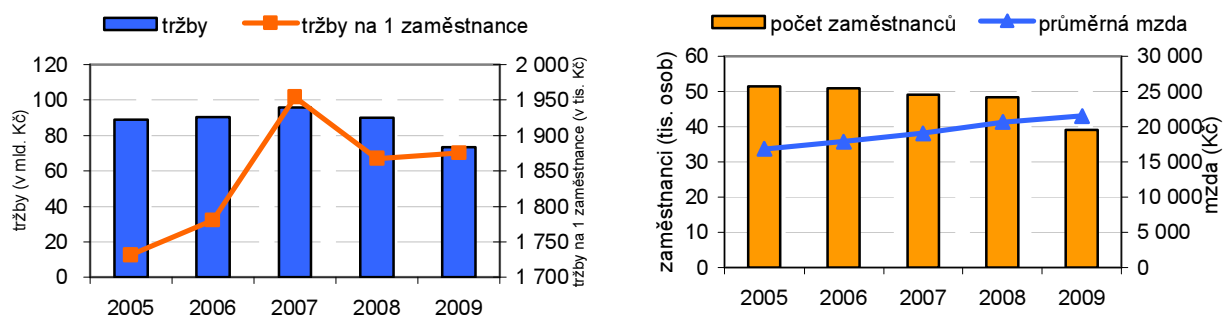 tržby
tržby na 1 zaměstnance
120
100
80
60
40
20
0
tržby (v mld. Kč)
2 000
1 950
1 900
1 850
1 800
1 750
1 700
tržby na 1 zaměstnance (v tis. Kč)
2005 2006 2007 2008 2009
počet zaměstnanců
průměrná mzda
60
50
40
30
20
10
0
zaměstnanci (tis. osob)
30 000
25 000
20 000
15 000
10 000
5 000
0
mzda (Kč)
2005 2006 2007 2008 2009